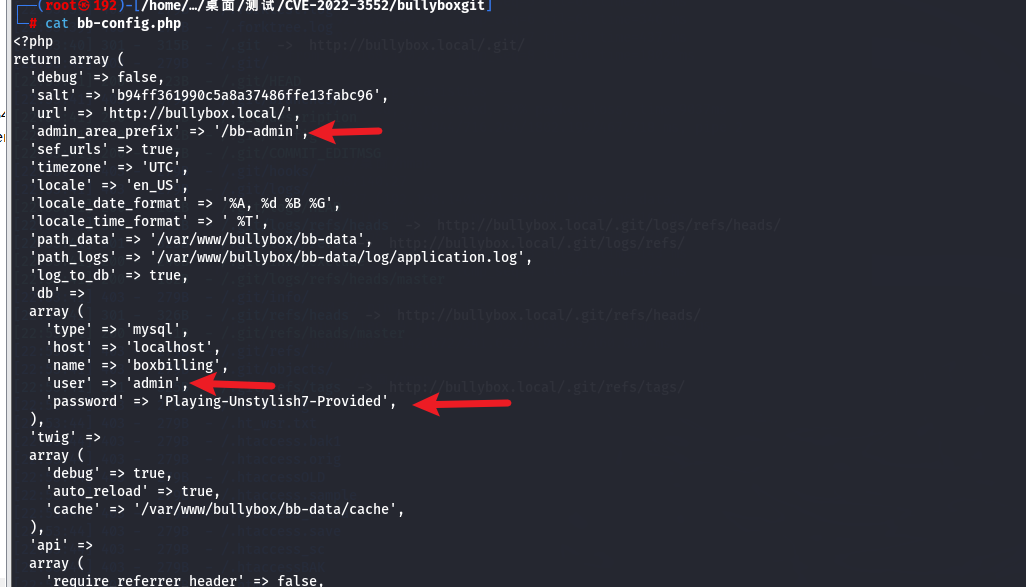 ┌──(root㉿192)-[/home/…/桌面/测试/CVE-2022-3552/bullyboxgit]
└─# cat bb-config.php
<?php
return array (
  'debug' => false,
  'salt' => 'b94ff361990c5a8a37486ffe13fabc96',
  'url' => 'http://bullybox.local/',
  'admin_area_prefix' => '/bb-admin',
  'sef_urls' => true,
  'timezone' => 'UTC',
  'locale' => 'en_US',
  'locale_date_format' => '%A, %d %B %G',
  'locale_time_format' => ' %T',
  'path_data' => '/var/www/bullybox/bb-data',
  'path_logs' => '/var/www/bullybox/bb-data/log/application.log',
  'log_to_db' => true,
  'db' =>
  array (
    'type' => 'mysql',
    'host' => 'localhost',
    'name' => 'boxbilling',
    'user' => 'admin',
    'password' => 'Playing-Unstylish7-Provided',
  ),
  'twig' =>
  array (
    'debug' => true,
    'auto_reload' => true,
    'cache' => '/var/www/bullybox/bb-data/cache',
  ),
  'api' =>
  array (
    'require_referrer_header' => false,